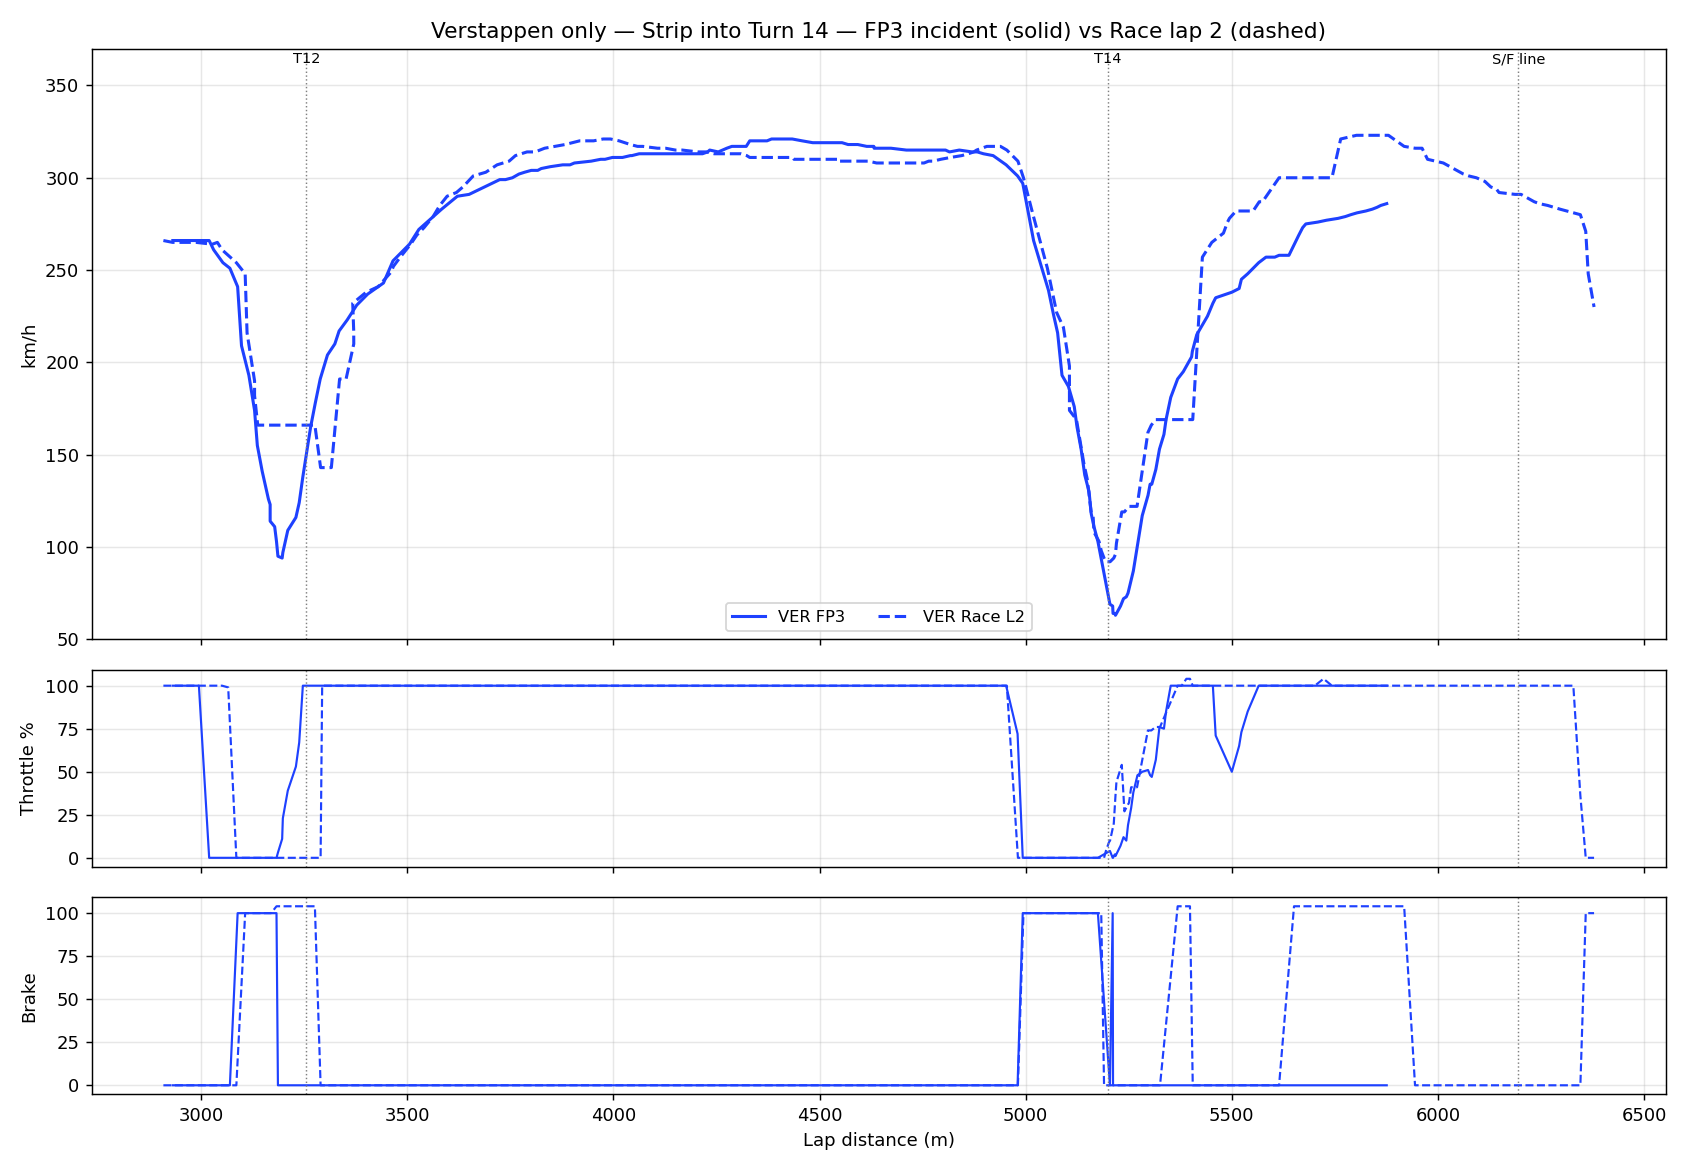 Verstappen only — Strip into Turn 14 — FP3 incident (solid) vs Race lap 2 (dashed)
T12
T14
S/F line
350
300
250
200
150
100
50
km/h
VER FP3
VER Race L2
100
75
50
25
0
Throttle %
100
75
50
25
0
Brake
3000
3500
4000
4500
5000
5500
6000
6500
Lap distance (m)